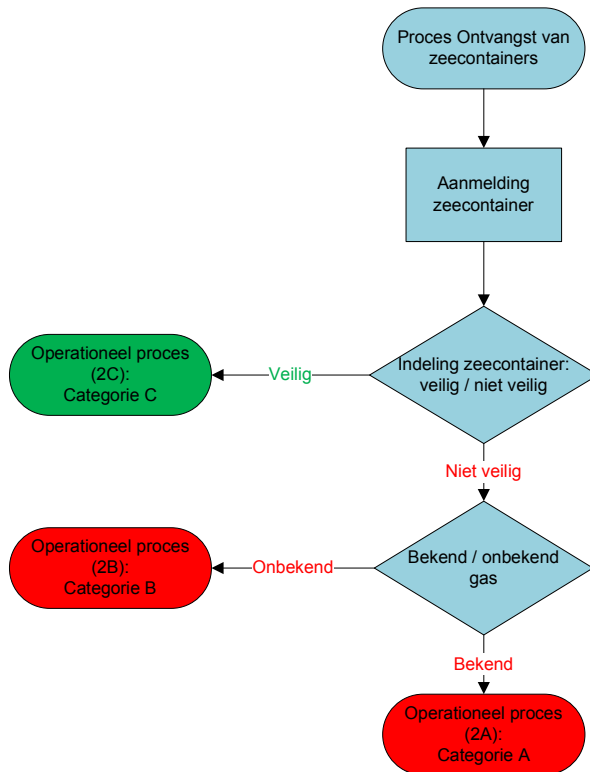 Proces Ontvangst van
zeecontainers
Aanmelding
zeecontainer
Indeling zeecontainer:
veilig / niet veilig
Veilig
Operationeel proces
(2C):
Categorie C
Niet veilig
Bekend / onbekend
gas
Onbekend
Operationeel proces
(2B):
Categorie B
Bekend
Operationeel proces
(2A):
Categorie A